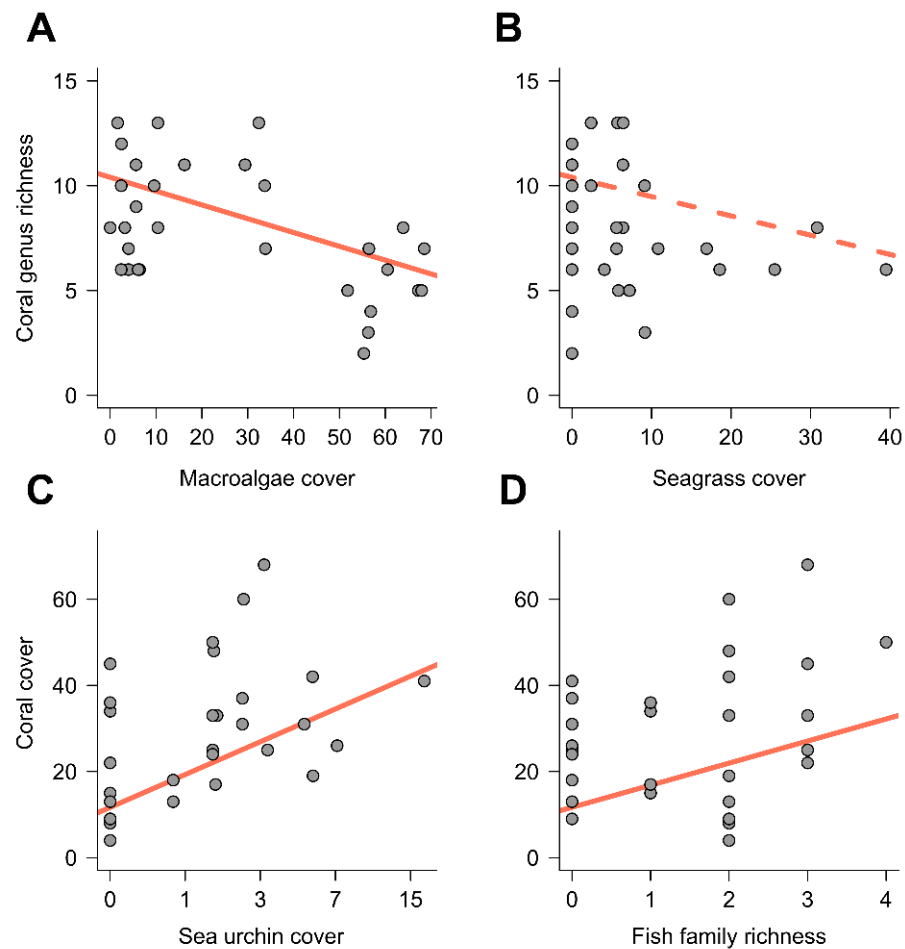 A
B
15
10
5
0
Coral genus richness
0 10 20 30 40 50 60 70
Macroalgae cover
15
10
5
0
0 10 20 30 40
Seagrass cover
C
D
60
40
20
0
Coral cover
0 1 3 7 15
Sea urchin cover
60
40
20
0
0 1 2 3 4
Fish family richness